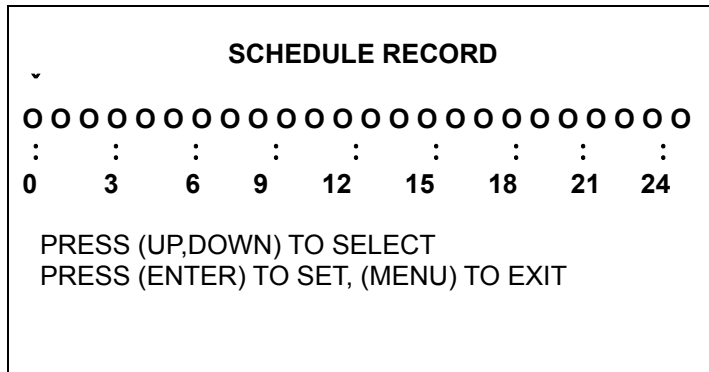 SCHEDULE RECORD
ˇ
O O O O O O O O O O O O O O O O O O O O O O O O
: : : : : : : : :
0 3 6 9 12 15 18 21 24
PRESS (UP,DOWN) TO SELECT
PRESS (ENTER) TO SET, (MENU) TO EXIT